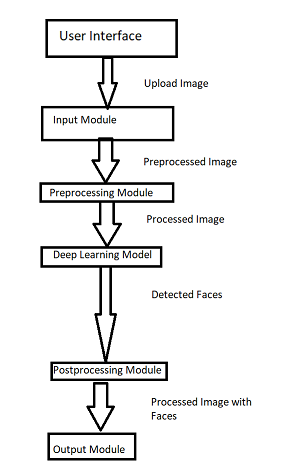 User Interface
Upload Image
Input Module
Preprocessed Image
Preprocessing Module
Processed Image
Deep Learning Model
Detected Faces
Postprocessing Module
Processed Image with
Faces
Output Module